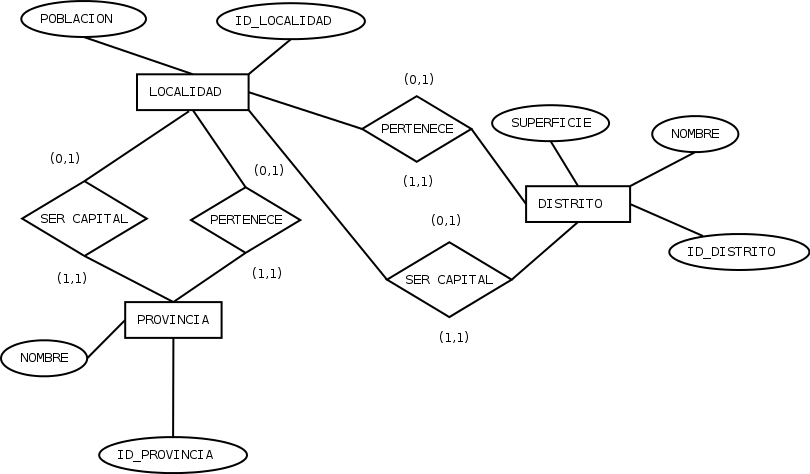 POBLACION
ID_LOCALIDAD
LOCALIDAD
(0,1)
PERTENECE
(1,1)
SUPERFICIE
NOMBRE
DISTRITO
ID_DISTRITO
(0,1)
SER CAPITAL
(1,1)
(0,1)
PERTENECE
(1,1)
(0,1)
SER CAPITAL
(1,1)
PROVINCIA
NOMBRE
ID_PROVINCIA